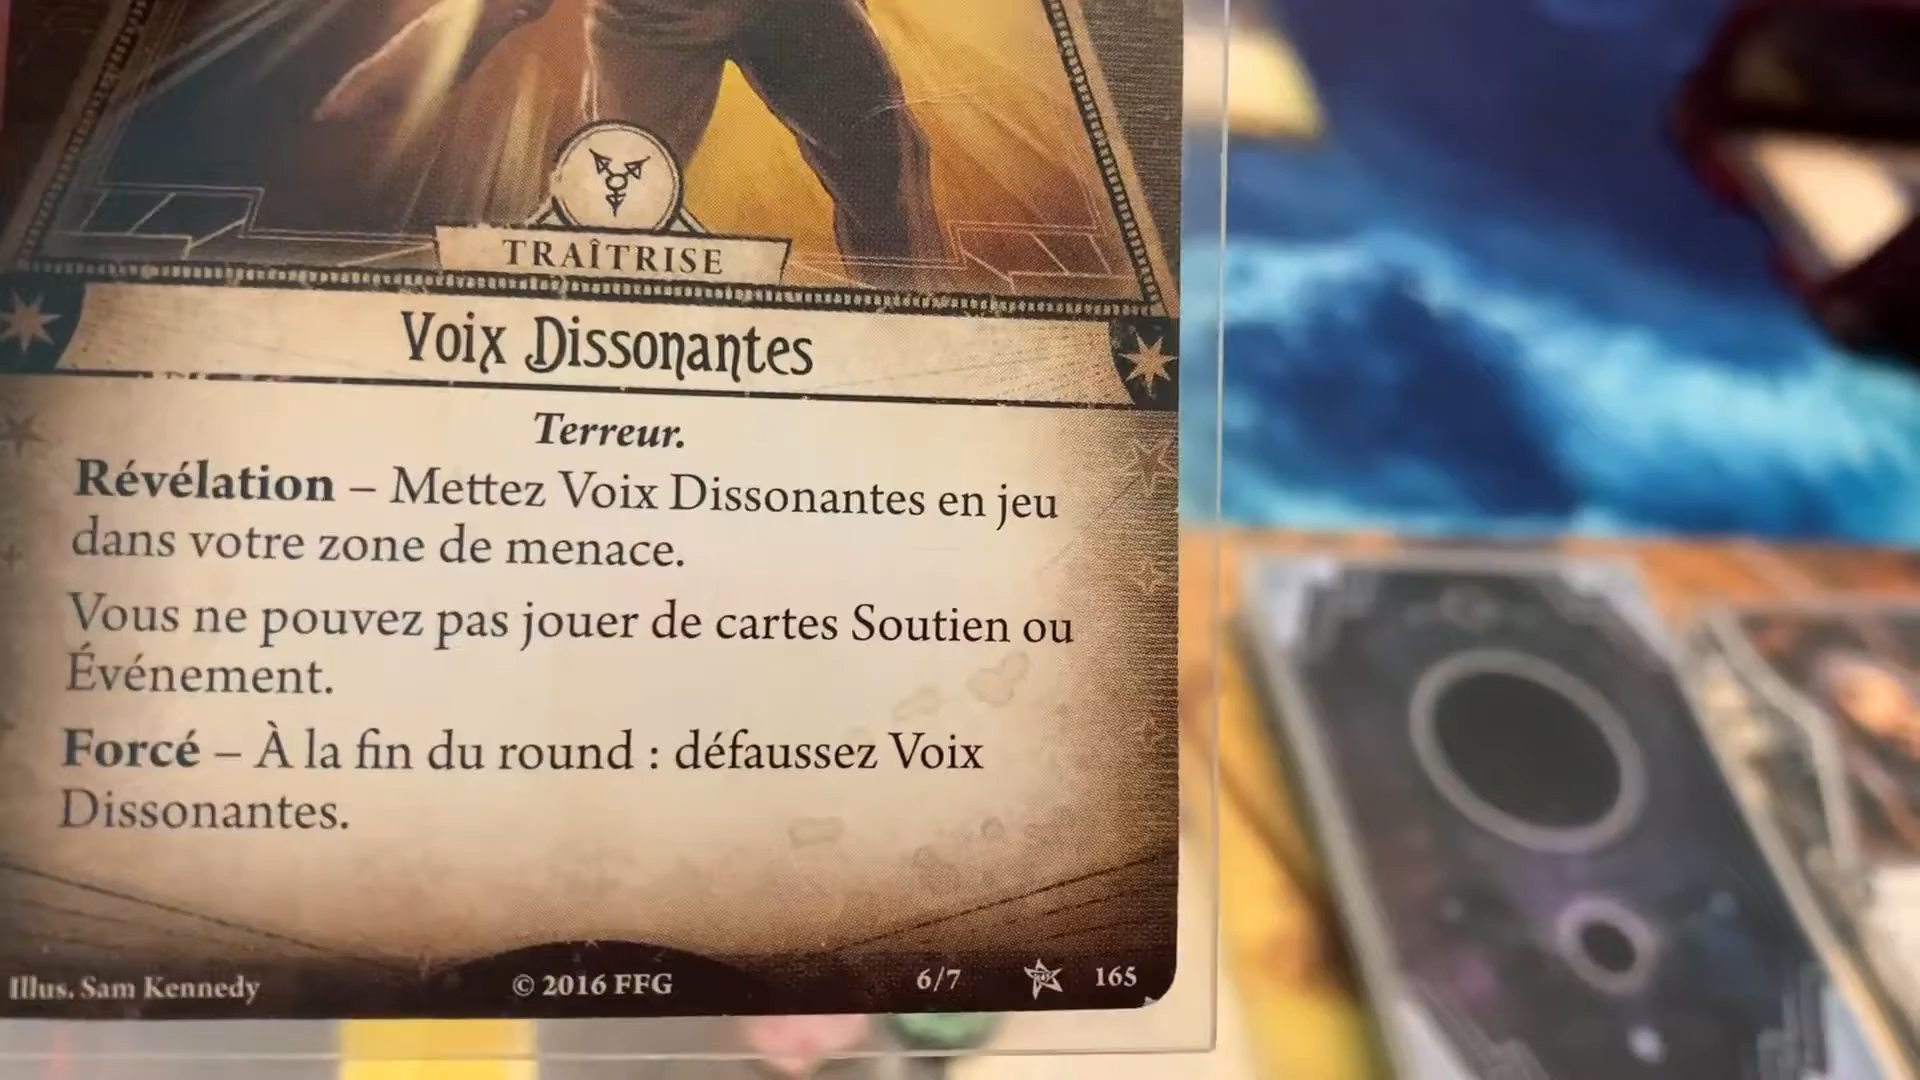 TRAÎTRISE
Voix Dissonantes
Terreur.
Révélation – Mettez Voix Dissonantes en jeu
dans votre zone de menace.
Vous ne pouvez pas jouer de cartes Soutien ou
Événement.
Forcé – À la fin du round : défaussez Voix
Dissonantes.
Illus. Sam Kennedy © 2016 FFG 6/7 165